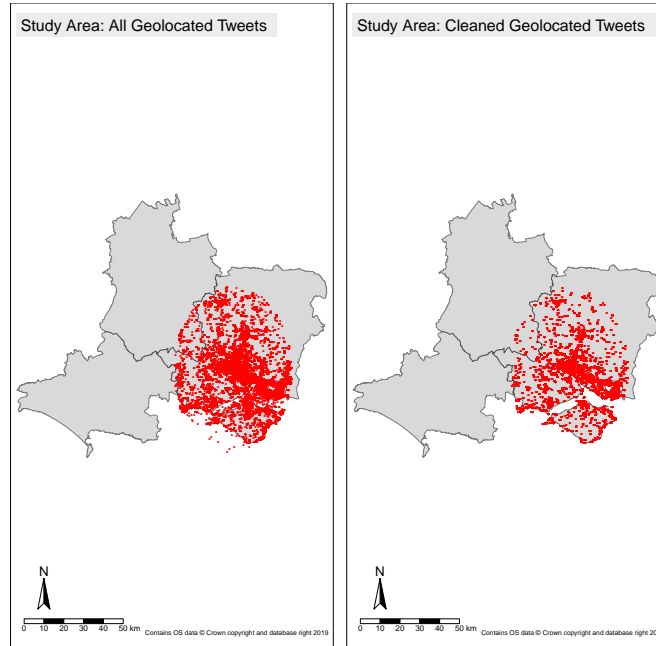 Study Area: All Geolocated Tweets
N
0 10 20 30 40 50 km
Contains OS data © Crown copyright and database right 2019
Study Area: Cleaned Geolocated Tweets
N
0 10 20 30 40 50 km
Contains OS data © Crown copyright and database right 20